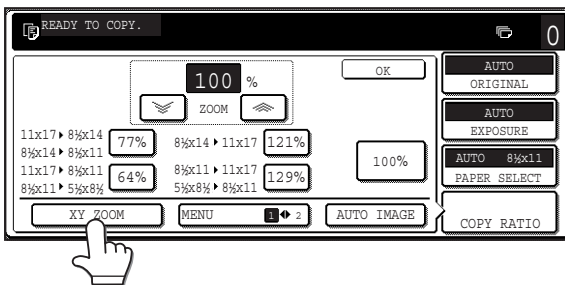 READY TO COPY.
0
100 %
ZOOM
OK
11x17▸8½x14
8½x14▸8½x11
77%
8½x14▸11x17
121%
11x17▸8½x11
8½x11▸5½x8½
64%
8½x11▸11x17
5½x8½▸8½x11
129%
100%
XY ZOOM
MENU 1◂▸2
AUTO IMAGE
AUTO
ORIGINAL
AUTO
EXPOSURE
AUTO 8½x11
PAPER SELECT
COPY RATIO